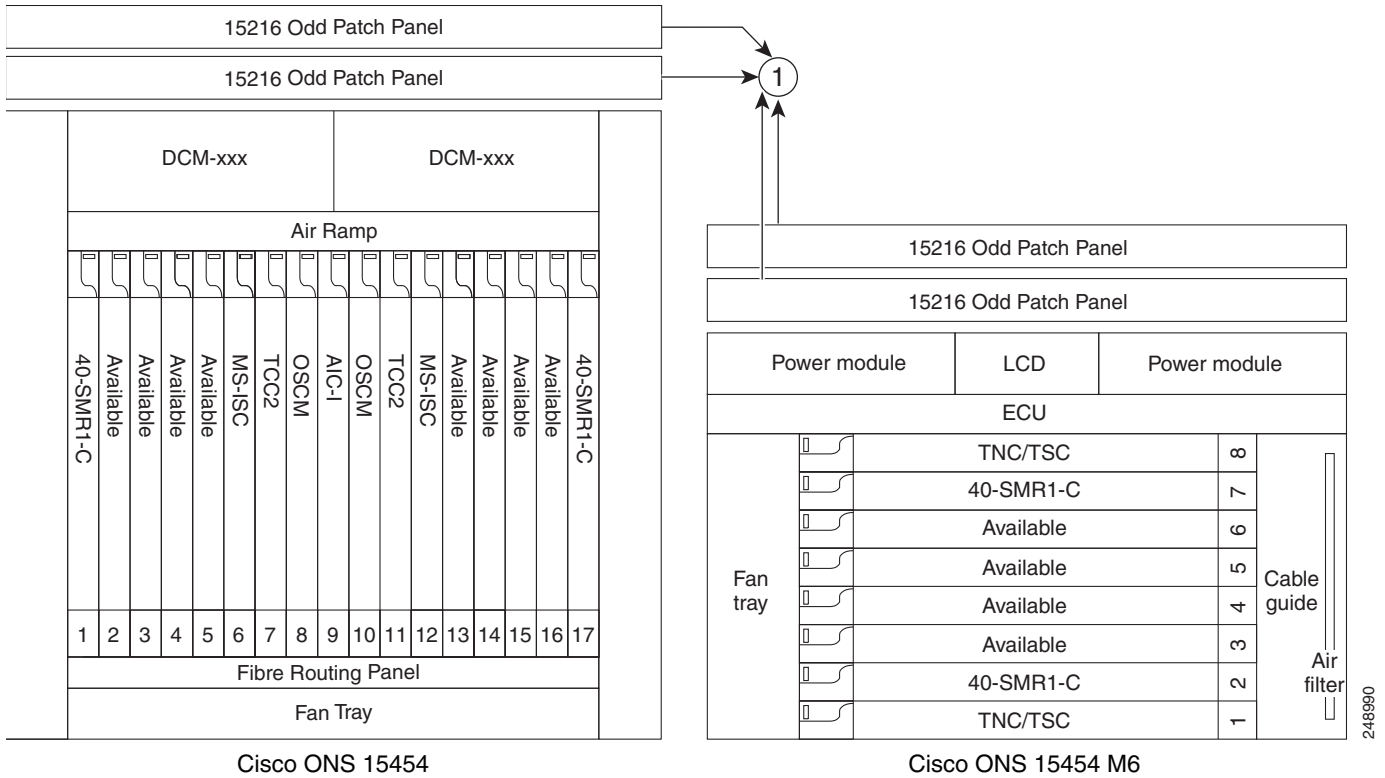 15216 Odd Patch Panel
15216 Odd Patch Panel
1
DCM-xxx
DCM-xxx
Air Ramp
40-SMR1-C
Available
Available
Available
Available
MS-ISC
TCC2
OSCM
AIC-I
OSCM
TCC2
MS-ISC
Available
Available
Available
Available
40-SMR1-C
1 2 3 4 5 6 7 8 9 10 11 12 13 14 15 16 17
Fibre Routing Panel
Fan Tray
Cisco ONS 15454
15216 Odd Patch Panel
15216 Odd Patch Panel
Power module
LCD
Power module
ECU
Fan
tray
TNC/TSC 8
40-SMR1-C 7
Available 6
Available 5
Available 4
Available 3
40-SMR1-C 2
TNC/TSC 1
Cable
guide
Air
filter
Cisco ONS 15454 M6
248990